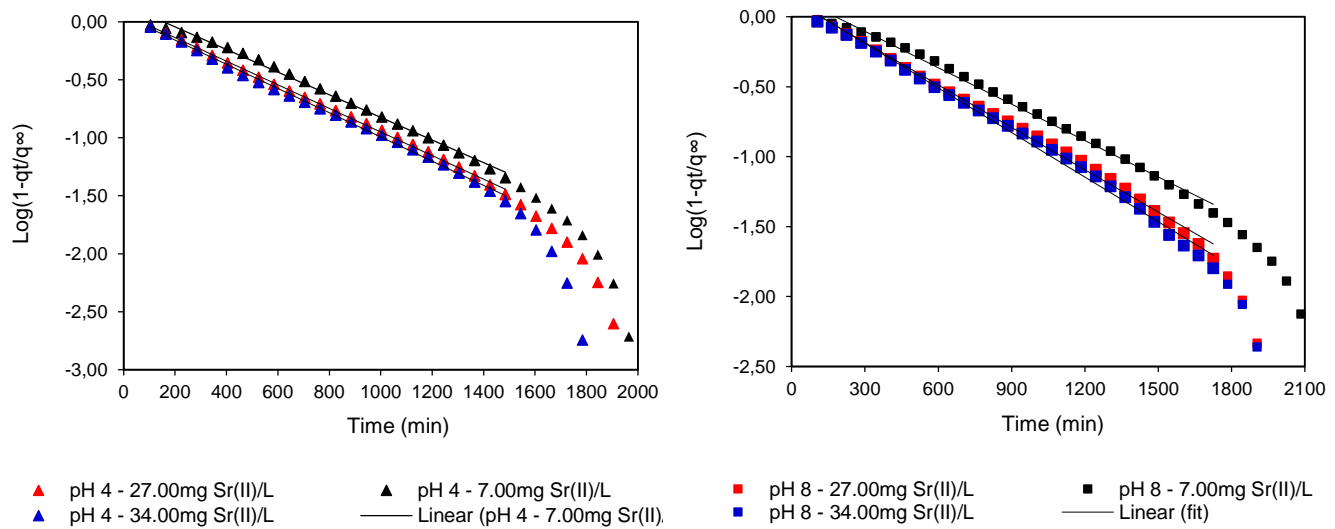 Log(1-qt/q∞)
0,00
-0,50
-1,00
-1,50
-2,00
-2,50
-3,00
0 200 400 600 800 1000 1200 1400 1600 1800 2000
Time (min)
pH 4 - 27.00mg Sr(II)/L
pH 4 - 7.00mg Sr(II)/L
pH 4 - 34.00mg Sr(II)/L
Linear (pH 4 - 7.00mg Sr(II)/
Log(1-qt/q∞)
0,00
-0,50
-1,00
-1,50
-2,00
-2,50
0 300 600 900 1200 1500 1800 2100
Time (min)
pH 8 - 27.00mg Sr(II)/L
pH 8 - 7.00mg Sr(II)/L
pH 8 - 34.00mg Sr(II)/L
Linear (fit)